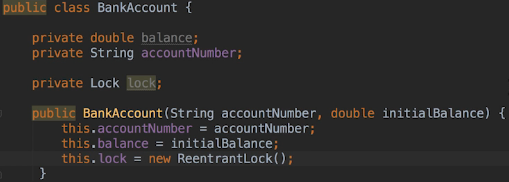 public class BankAccount {
private double balance;
private String accountNumber;
private Lock lock;
public BankAccount(String accountNumber, double initialBalance) {
this.accountNumber = accountNumber;
this.balance = initialBalance;
this.lock = new ReentrantLock();
}